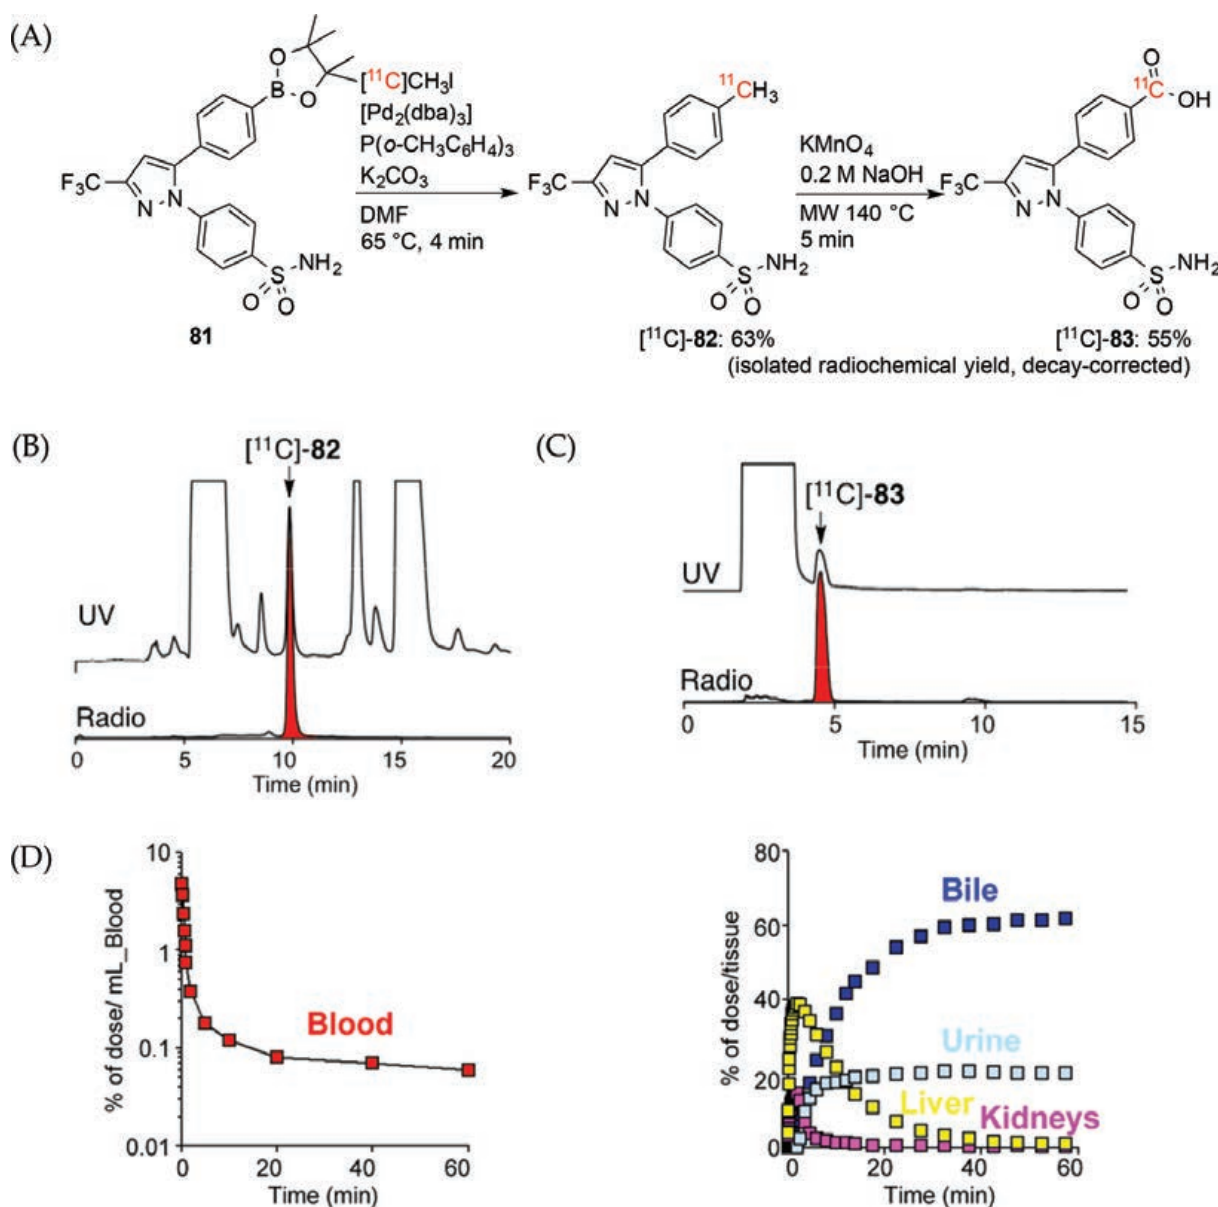 (A)
[¹¹C]CH₃I
[Pd₂(dba)₃]
P(o-CH₃C₆H₄)₃
K₂CO₃
DMF
65 °C, 4 min
O
B
O
F₃C
N
N
S
NH₂
O
O
81
¹¹CH₃
F₃C
N
N
S
NH₂
O
O
[¹¹C]-82: 63%
KMnO₄
0.2 M NaOH
MW 140 °C
5 min
O
¹¹C
OH
F₃C
N
N
S
NH₂
O
O
[¹¹C]-83: 55%
(isolated radiochemical yield, decay-corrected)
(B)
[¹¹C]-82
UV
Radio
0 5 10 15 20
Time (min)
(C)
[¹¹C]-83
UV
Radio
0 5 10 15
Time (min)
(D)
% of dose/ mL_Blood
10
1
0.1
0.01
Blood
0 20 40 60
Time (min)
% of dose/tissue
80
60
40
20
0
Bile
Urine
Liver
Kidneys
0 20 40 60
Time (min)